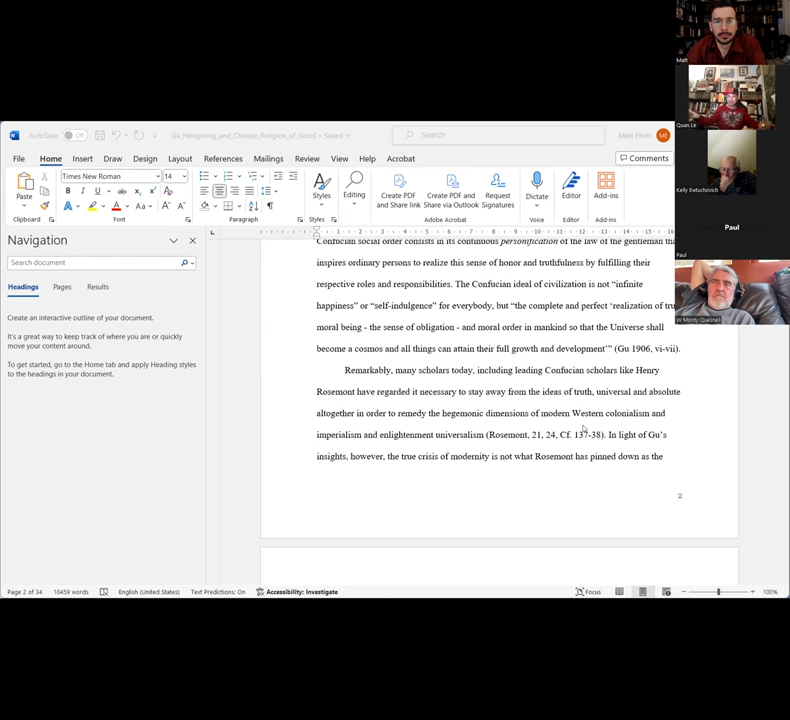 AutoSave Off
Gu_Hongming_and_Chinese_Religion_of_Good • Saved
Search
Matt
ME
File Home Insert Draw Design Layout References Mailings Review View Help Acrobat
Comments
Times New Roman 14
Paste
Clipboard
Font
Paragraph
Styles
Styles
Editing
Create PDF and Share link
Create PDF and Share via Outlook
Request Signatures
Adobe Acrobat
Dictate
Voice
Editor
Editor
Add-ins
Add-ins
Navigation
Search document
Headings Pages Results
Create an interactive outline of your document.
It's a great way to keep track of where you are or quickly
move your content around.
To get started, go to the Home tab and apply Heading styles
to the headings in your document.
Confucian social order consists in its continuous personification of the law of the gentleman
inspires ordinary persons to realize this sense of honor and truthfulness by fulfilling their
respective roles and responsibilities. The Confucian ideal of civilization is not “infinite
happiness” or “self-indulgence” for everybody, but “the complete and perfect ‘realization of
moral being - the sense of obligation - and moral order in mankind so that the Universe shall
become a cosmos and all things can attain their full growth and development’” (Gu 1906, vi-vii).
Remarkably, many scholars today, including leading Confucian scholars like Henry
Rosemont have regarded it necessary to stay away from the ideas of truth, universal and absolute
altogether in order to remedy the hegemonic dimensions of modern Western colonialism and
imperialism and enlightenment universalism (Rosemont, 21, 24, Cf. 137-38). In light of Gu’s
insights, however, the true crisis of modernity is not what Rosemont has pinned down as the
2
Page 2 of 34 10459 words English (United States) Text Predictions: On Accessibility: Investigate Focus 100%
Matt
Quan Le
Kelly Evtuchovich
Paul
Paul
W Monty Quesnell